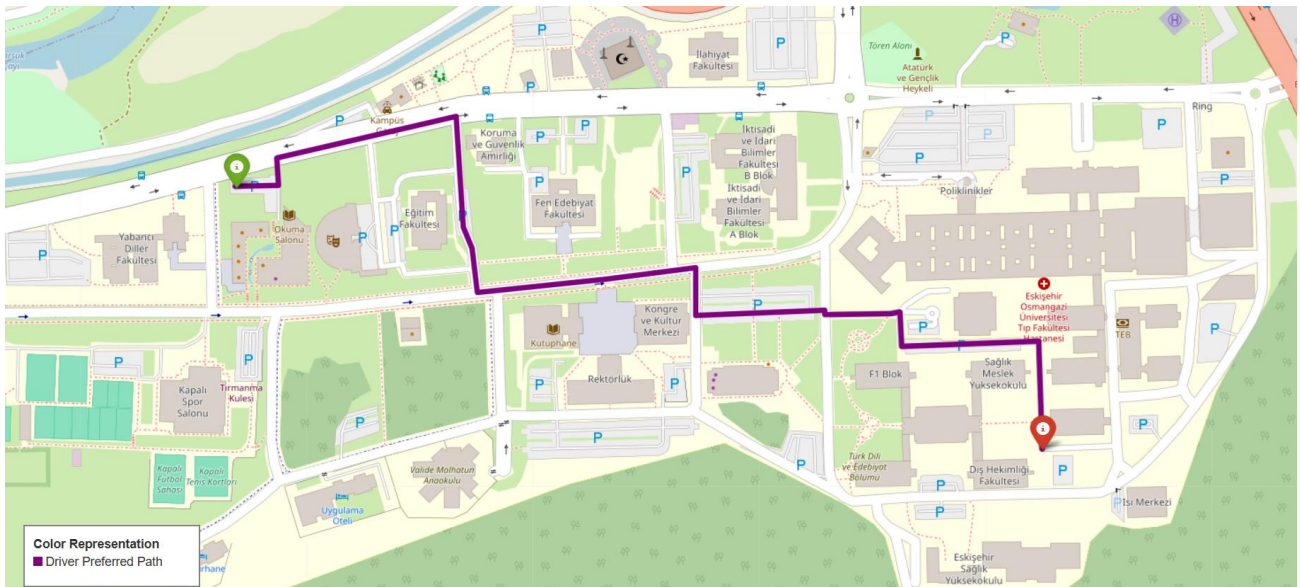 Tören Alanı
Atatürk
ve Gençlik
Heykeli
İlahiyat
Fakültesi
Kampüs
Ring
Koruma
ve Güvenlik
Amirliği
İktisadi
ve İdari
Bilimler
Fakültesi
B Blok
İktisadi
ve İdari
Bilimler
Fakültesi
A Blok
Poliklinikler
Eğitim
Fakültesi
Fen Edebiyat
Fakültesi
Okuma
Salonu
Yabancı
Diller
Fakültesi
Eskişehir
Osmangazi
Üniversitesi
Tıp Fakültesi
Hastanesi
TEB
Kongre
ve Kültür
Merkezi
Kütüphane
Rektörlük
F1 Blok
Sağlık
Meslek
Yüksekokulu
Kapalı
Spor
Salonu
Tırmanma
Kulesi
Kapalı
Futbol
Sahası
Kapalı
Tenis Kortları
Valide Malhatun
Anaokulu
Uygulama
Oteli
Türk Dili
ve Edebiyat
Bölümü
Diş Hekimliği
Fakültesi
Isı Merkezi
Eskişehir
Sağlık
Yüksekokulu
Color Representation
Driver Preferred Path